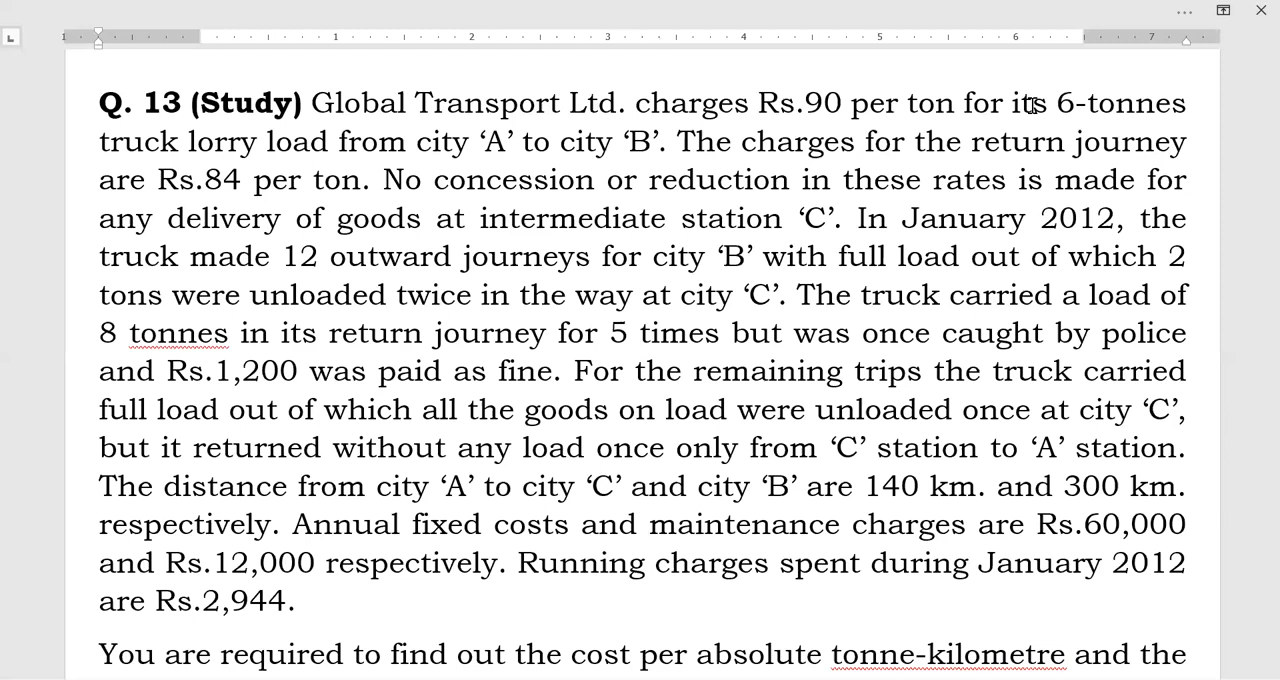 1 1 2 3 4 5 6 7
Q. 13 (Study) Global Transport Ltd. charges Rs.90 per ton for its 6-tonnes
truck lorry load from city ‘A’ to city ‘B’. The charges for the return journey
are Rs.84 per ton. No concession or reduction in these rates is made for
any delivery of goods at intermediate station ‘C’. In January 2012, the
truck made 12 outward journeys for city ‘B’ with full load out of which 2
tons were unloaded twice in the way at city ‘C’. The truck carried a load of
8 tonnes in its return journey for 5 times but was once caught by police
and Rs.1,200 was paid as fine. For the remaining trips the truck carried
full load out of which all the goods on load were unloaded once at city ‘C’,
but it returned without any load once only from ‘C’ station to ‘A’ station.
The distance from city ‘A’ to city ‘C’ and city ‘B’ are 140 km. and 300 km.
respectively. Annual fixed costs and maintenance charges are Rs.60,000
and Rs.12,000 respectively. Running charges spent during January 2012
are Rs.2,944.
You are required to find out the cost per absolute tonne-kilometre and the